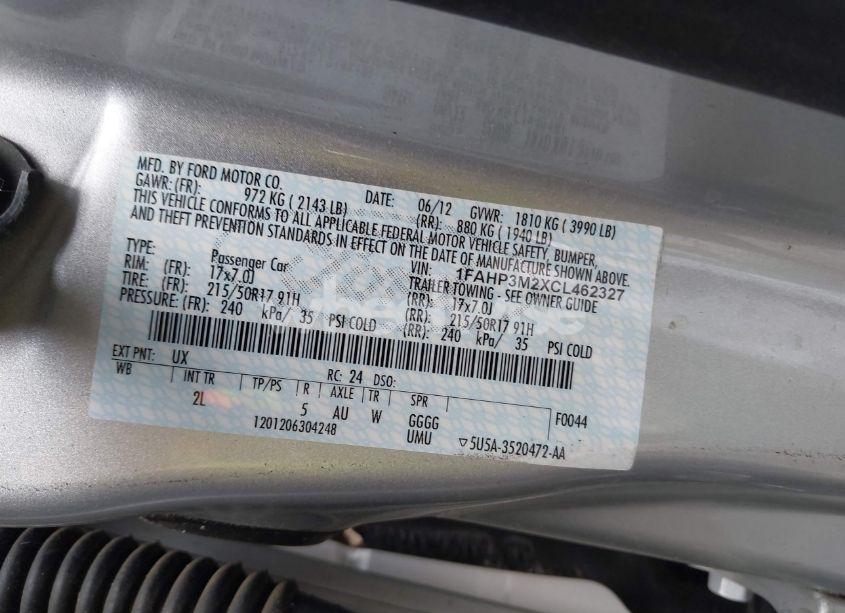 MFD. BY FORD MOTOR CO. DATE: 06/12 GVWR: 1810 KG ( 3990 LB)
GAWR: (FR): 972 KG ( 2143 LB) (RR): 880 KG ( 1940 LB)
THIS VEHICLE CONFORMS TO ALL APPLICABLE FEDERAL MOTOR VEHICLE SAFETY, BUMPER,
AND THEFT PREVENTION STANDARDS IN EFFECT ON THE DATE OF MANUFACTURE SHOWN ABOVE.
VIN: 1FAHP3M2XCL462327
TYPE: Passenger Car TRAILER TOWING - SEE OWNER GUIDE
RIM: (FR): 17x7.0J (RR): 17x7.0J
TIRE: (FR): 215/50R17 91H (RR): 215/50R17 91H
PRESSURE: (FR): 240 kPa/ 35 PSI COLD (RR): 240 kPa/ 35 PSI COLD
EXT PNT: UX RC: 24 DSO:
WB INT TR TP/PS R AXLE TR SPR
2L 5 AU W GGGG F0044
1201206304248 UMU ▽5U5A-3520472-AA